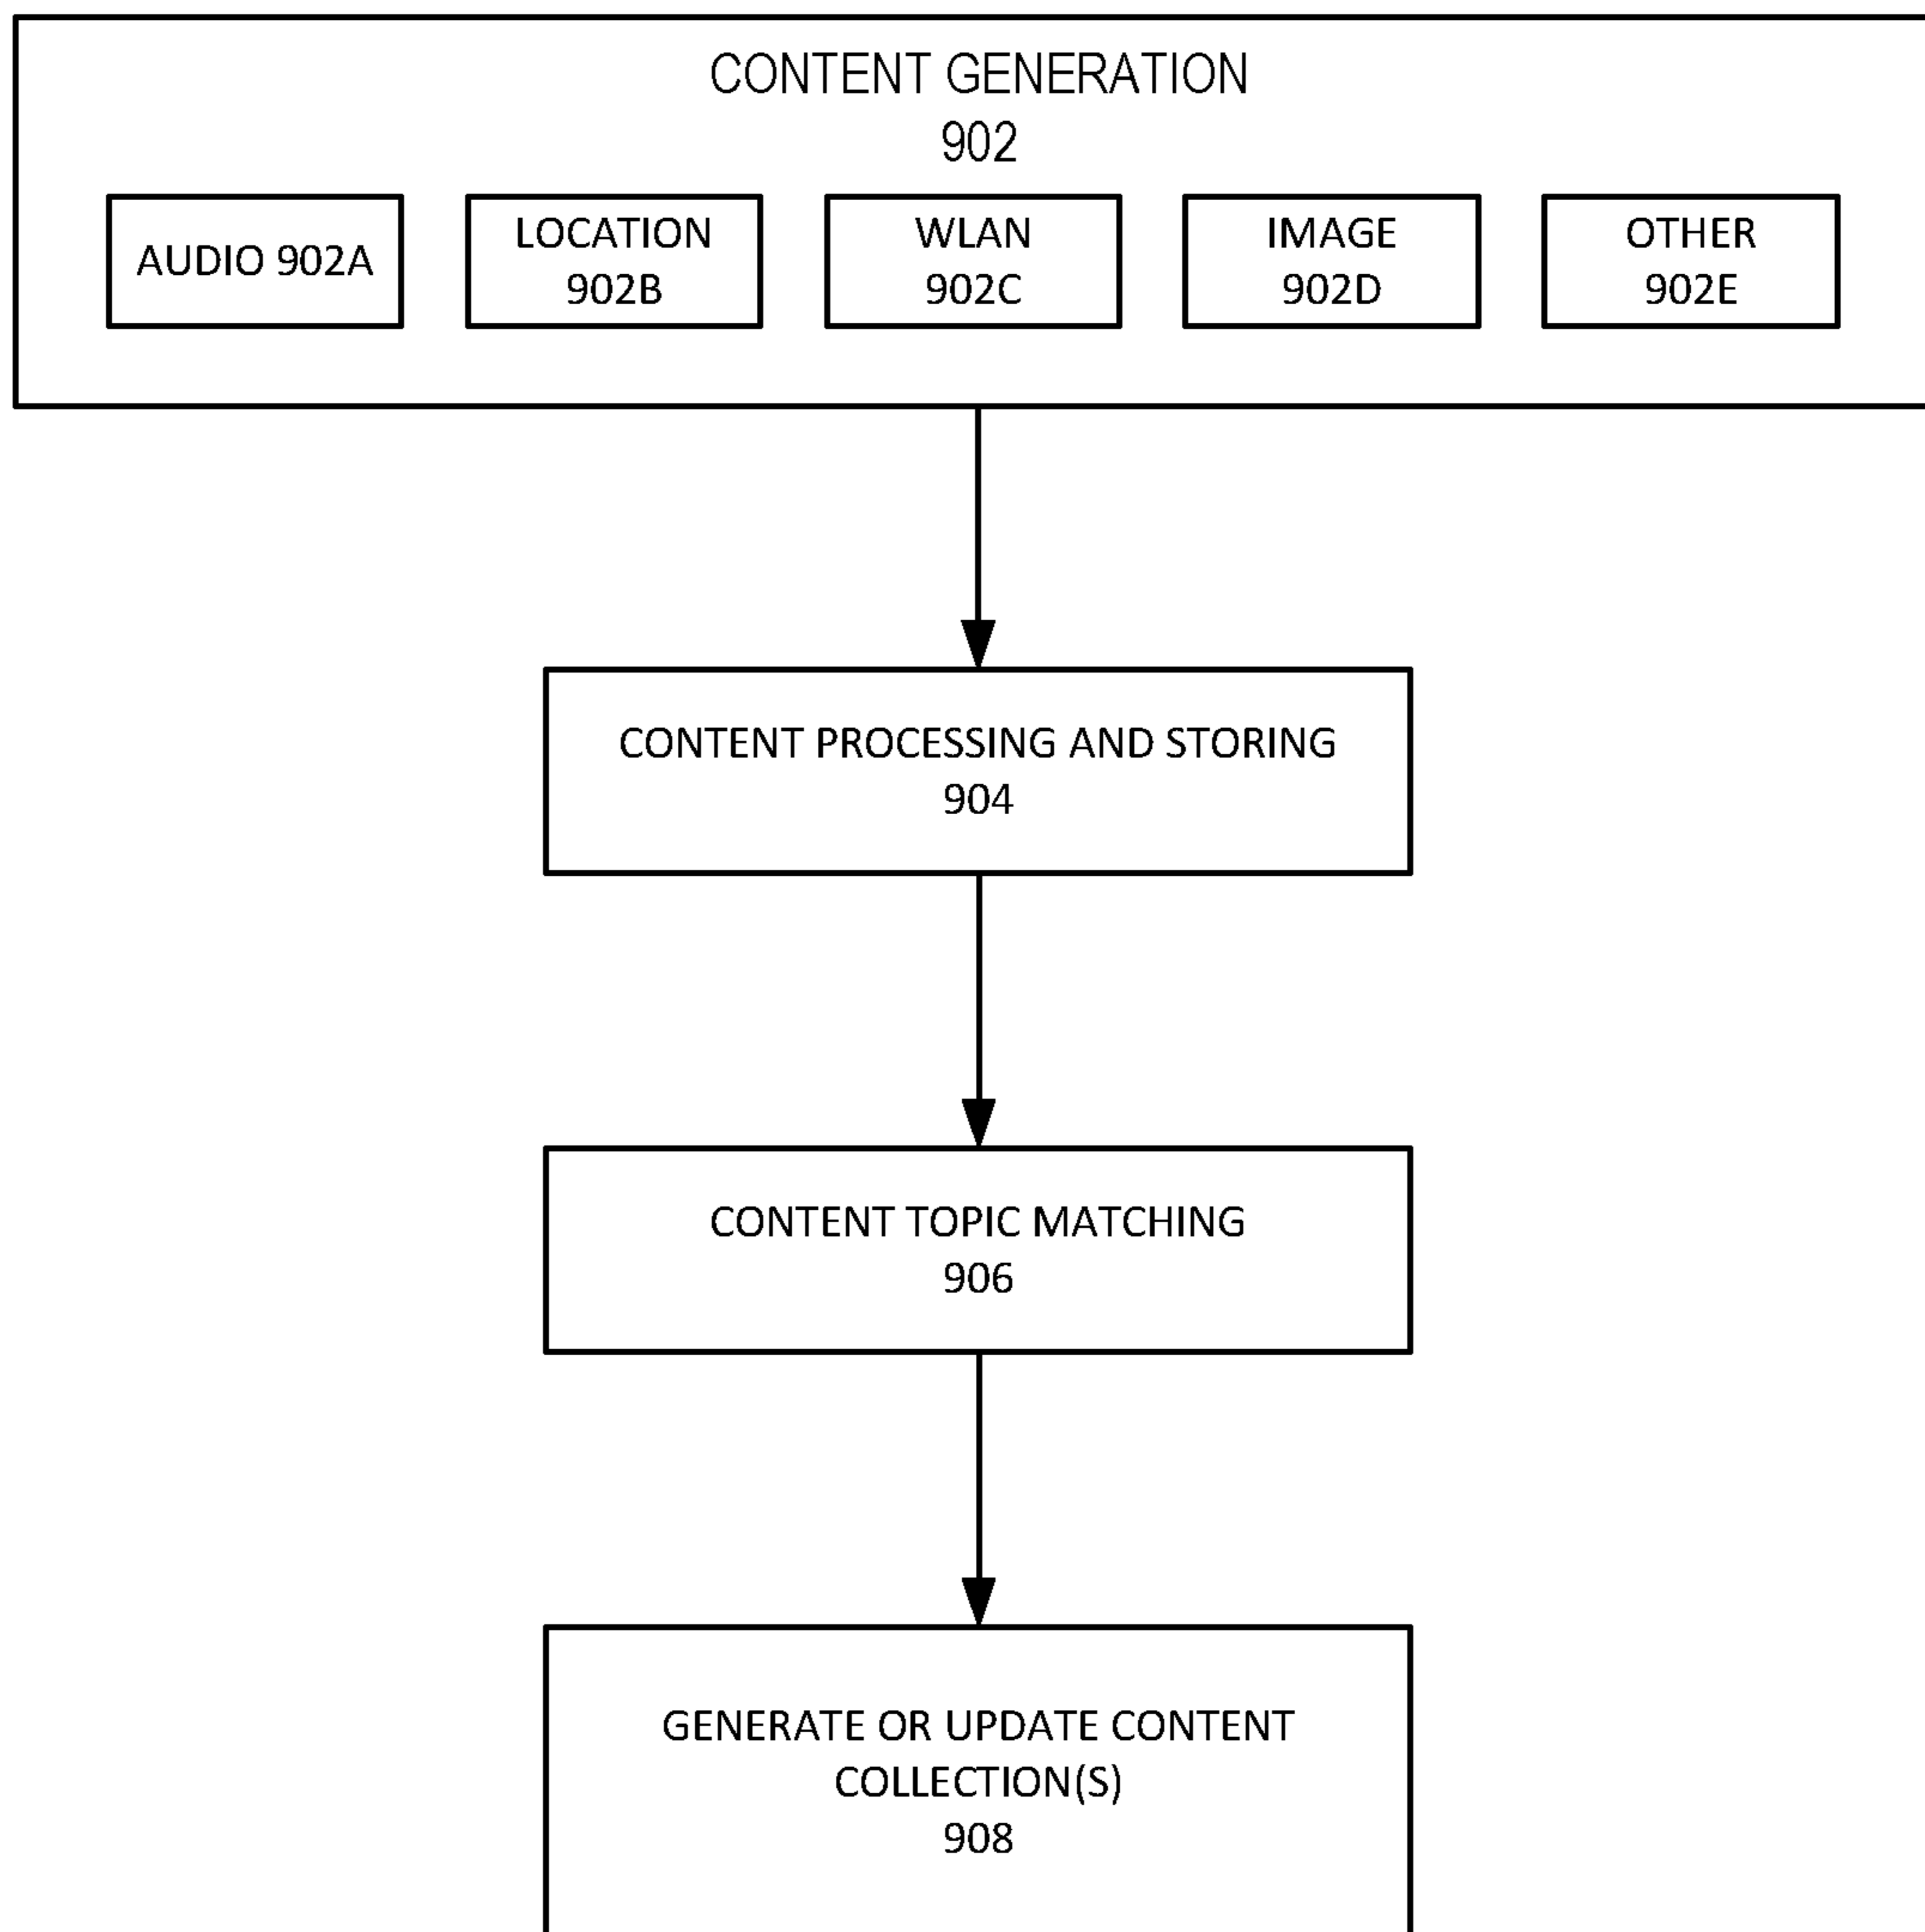 CONTENT GENERATION
902
AUDIO 902A
LOCATION
902B
WLAN
902C
IMAGE
902D
OTHER
902E
CONTENT PROCESSING AND STORING
904
CONTENT TOPIC MATCHING
906
GENERATE OR UPDATE CONTENT
COLLECTION(S)
908